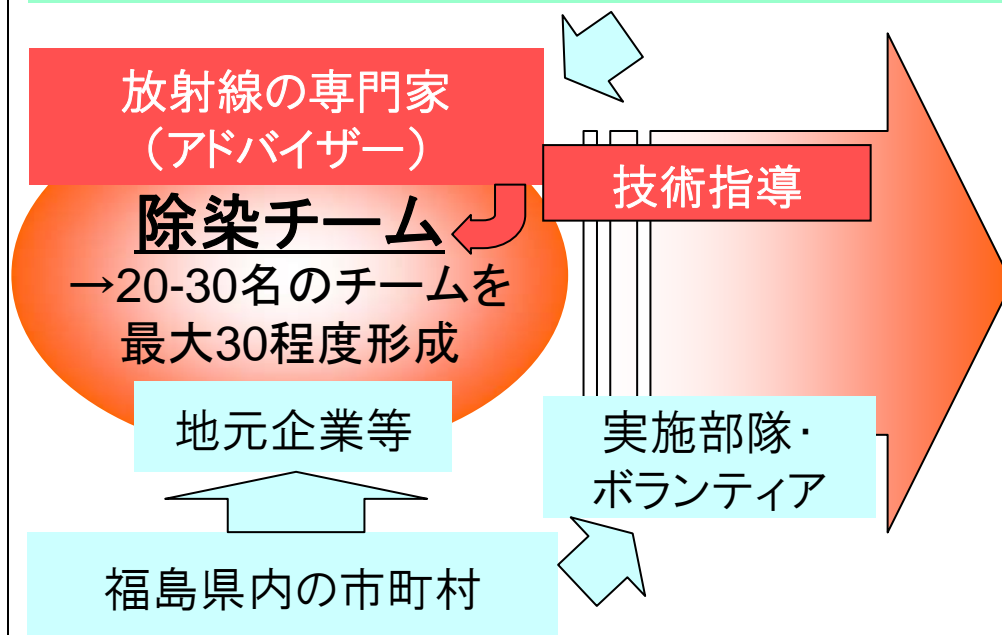 放射線の専門家
（アドバイザー）
技術指導
除染チーム
→20-30名のチームを
最大30程度形成
地元企業等
実施部隊・
ボランティア
福島県内の市町村